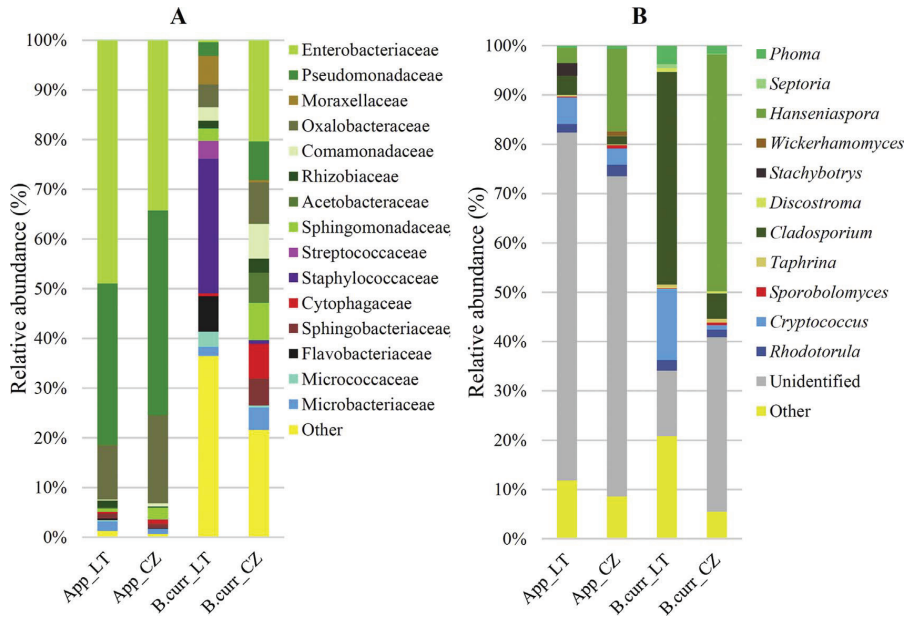 A
Relative abundance (%)
100%
90%
80%
70%
60%
50%
40%
30%
20%
10%
0%
App_LT
App_CZ
B.curr_LT
B.curr_CZ
Enterobacteriaceae
Pseudomonadaceae
Moraxellaceae
Oxalobacteraceae
Comamonadaceae
Rhizobiaceae
Acetobacteraceae
Sphingomonadaceae
Streptococcaceae
Staphylococcaceae
Cytophagaceae
Sphingobacteriaceae
Flavobacteriaceae
Micrococcaceae
Microbacteriaceae
Other
B
Relative abundance (%)
100%
90%
80%
70%
60%
50%
40%
30%
20%
10%
0%
App_LT
App_CZ
B.curr_LT
B.curr_CZ
Phoma
Septoria
Hanseniaspora
Wickerhamomyces
Stachybotrys
Discostroma
Cladosporium
Taphrina
Sporobolomyces
Cryptococcus
Rhodotorula
Unidentified
Other